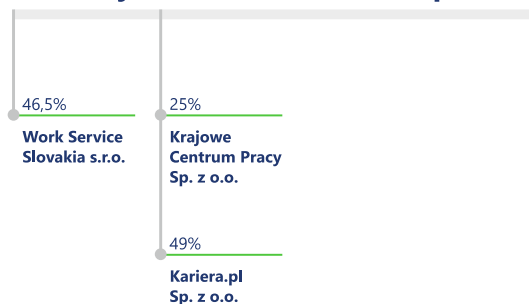 46,5%
Work Service
Slovakia s.r.o.
25%
Krajowe
Centrum Pracy
Sp. z o.o.
49%
Kariera.pl
Sp. z o.o.